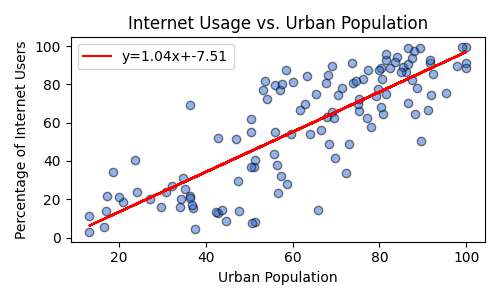 Internet Usage vs. Urban Population
y=1.04x+-7.51
Percentage of Internet Users
100
80
60
40
20
0
20 40 60 80 100
Urban Population